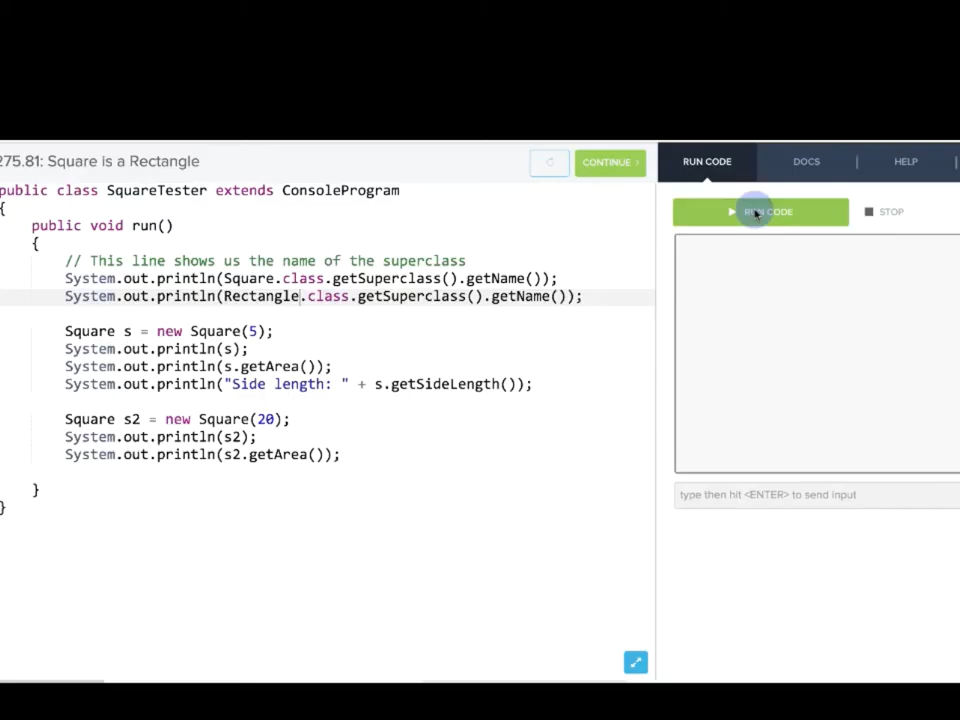 275.81: Square is a Rectangle
CONTINUE ›
RUN CODE
DOCS
HELP
RUN CODE
STOP
public class SquareTester extends ConsoleProgram
{
public void run()
{
// This line shows us the name of the superclass
System.out.println(Square.class.getSuperclass().getName());
System.out.println(Rectangle.class.getSuperclass().getName());
Square s = new Square(5);
System.out.println(s);
System.out.println(s.getArea());
System.out.println("Side length: " + s.getSideLength());
Square s2 = new Square(20);
System.out.println(s2);
System.out.println(s2.getArea());
}
}
type then hit <ENTER> to send input